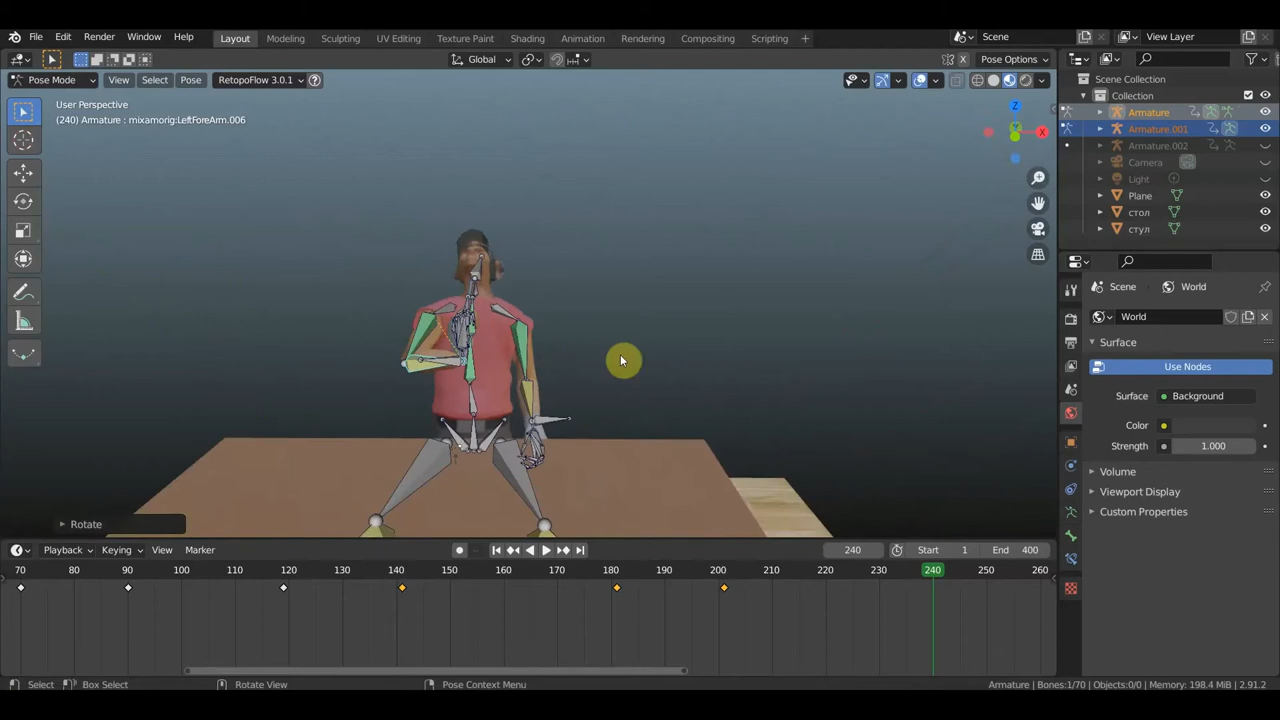 File Edit Render Window Help Layout Modeling Sculpting UV Editing Texture Paint Shading Animation Rendering Compositing Scripting + Scene View Layer
Global X Pose Options
Pose Mode View Select Pose RetopoFlow 3.0.1
User Perspective
(240) Armature : mixamorig:LeftForeArm.006
Z
Y
X
Scene Collection
Collection
Armature
Armature.001
Armature.002
Camera
Light
Plane
стол
стул
Scene World
World
Surface
Use Nodes
Surface Background
Color
Strength 1.000
Volume
Viewport Display
Custom Properties
Rotate
Playback Keying View Marker 240 Start 1 End 400
70 80 90 100 110 120 130 140 150 160 170 180 190 200 210 220 230 240 250 260
Select Box Select Rotate View Pose Context Menu Armature | Bones:1/70 | Objects:0/0 | Memory: 198.4 MiB | 2.91.2